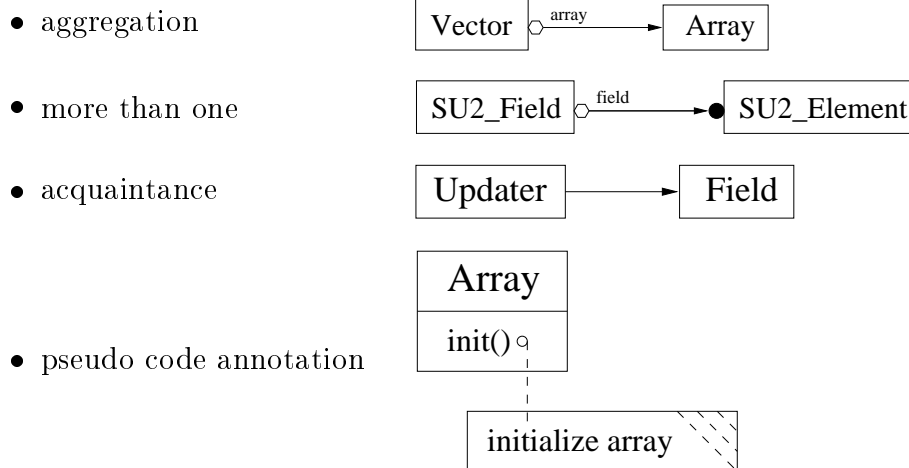 • aggregation Vector array Array
• more than one SU2_Field field SU2_Element
• acquaintance Updater Field
Array
init()
• pseudo code annotation
initialize array